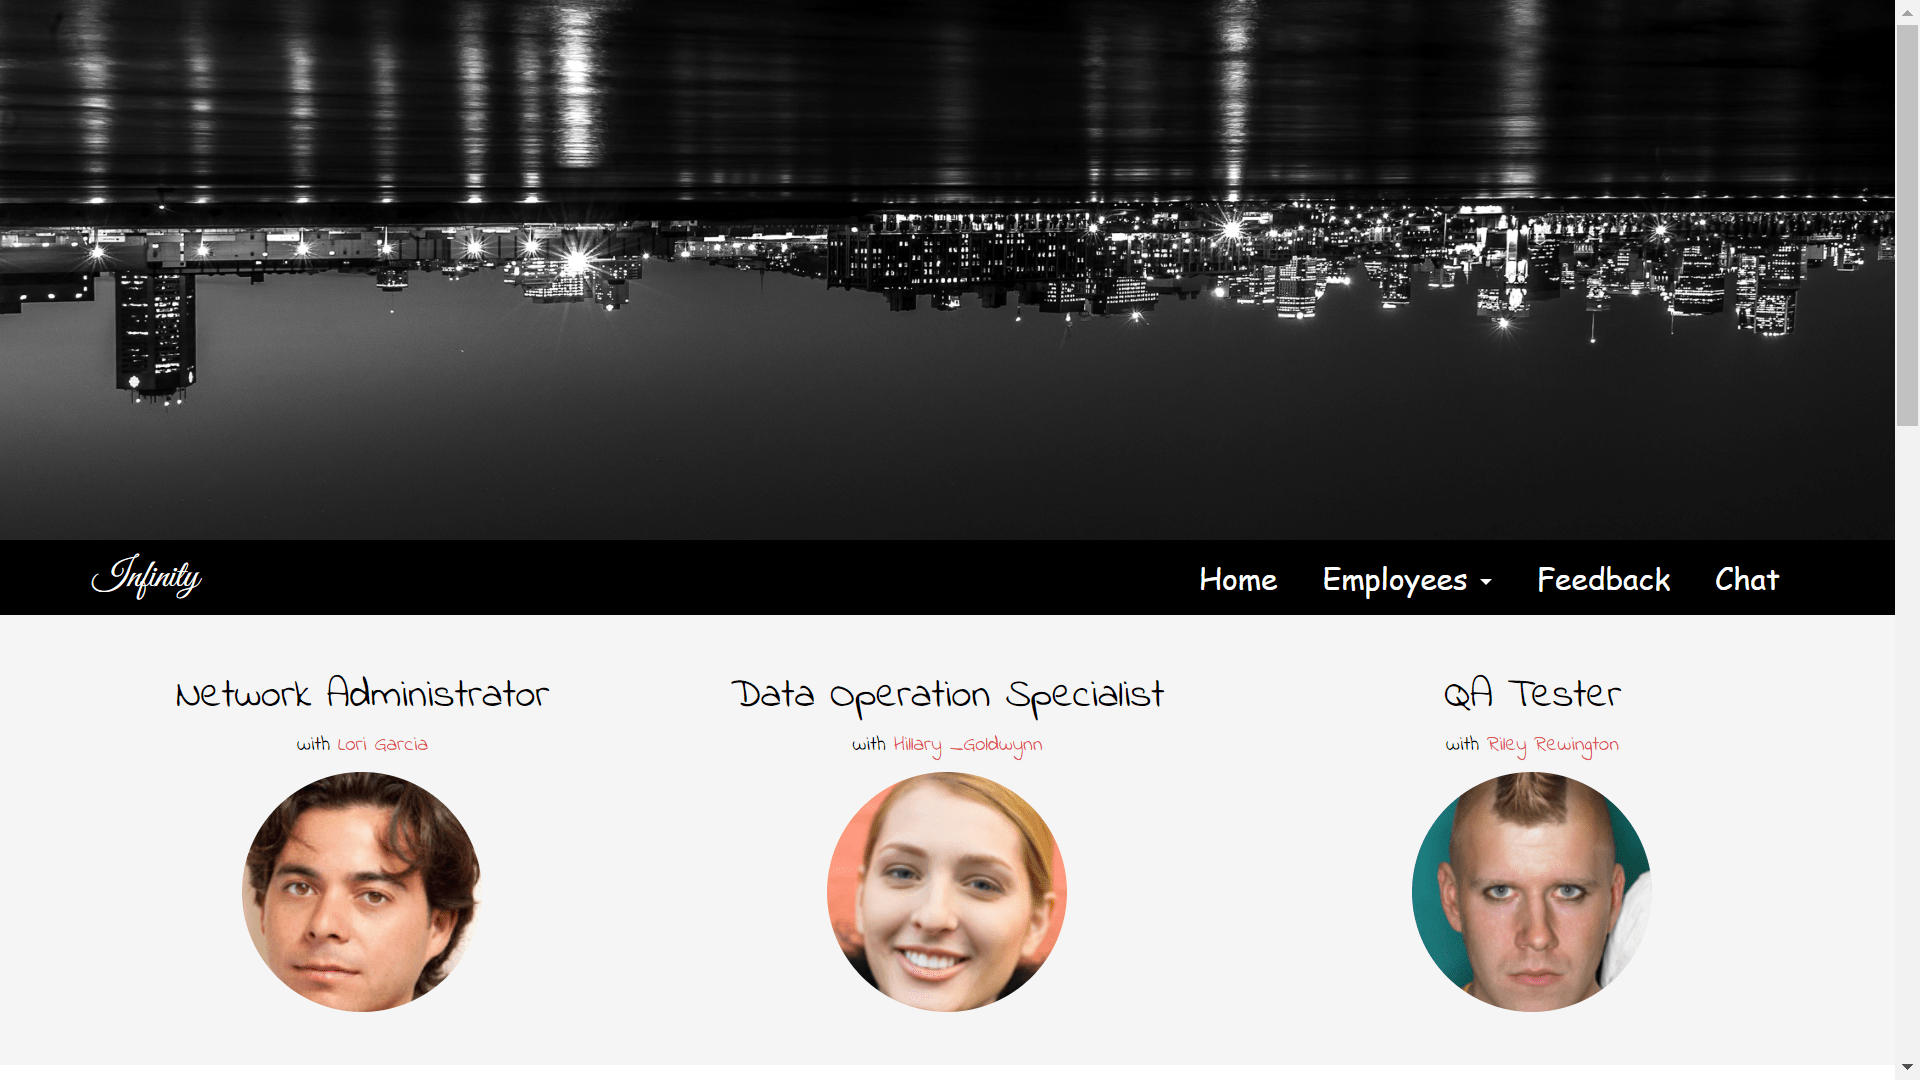 Infinity
Home Employees Feedback Chat
Network Administrator
with Lori Garcia
Data Operation Specialist
with Hillary _Goldwynn
QA Tester
with Riley Rewington